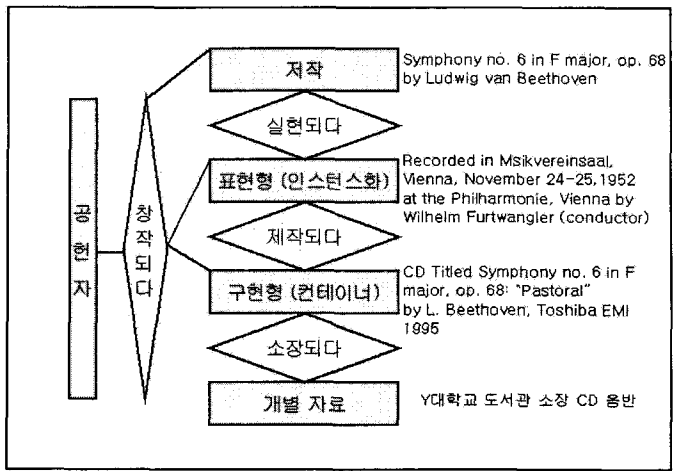 저작
Symphony no. 6 in F major, op. 68
by Ludwig van Beethoven
실현되다
표현형 (인스턴스화)
Recorded in Msikvereinsaal,
Vienna, November 24-25,1952
at the Philharmonie, Vienna by
Wilhelm Furtwangler (conductor)
공헌자
창작되다
제작되다
구현형 (컨테이너)
CD Titled Symphony no. 6 in F
major, op. 68: "Pastoral"
by L. Beethoven, Toshiba EMI
1995
소장되다
개별 자료
Y대학교 도서관 소장 CD 음반